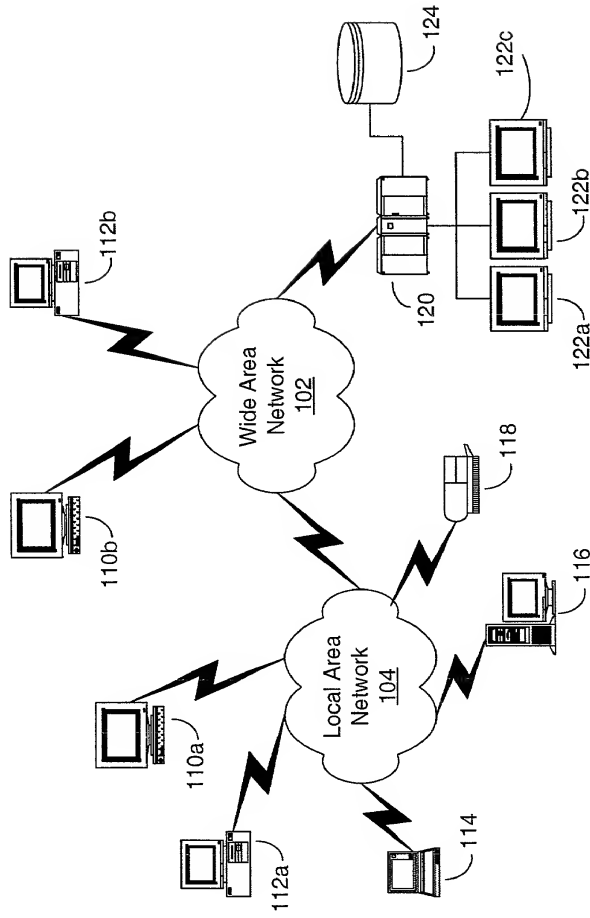 112b
124
110b
Wide Area
Network
102
120
122c
122b
122a
110a
118
Local Area
Network
104
116
112a
114